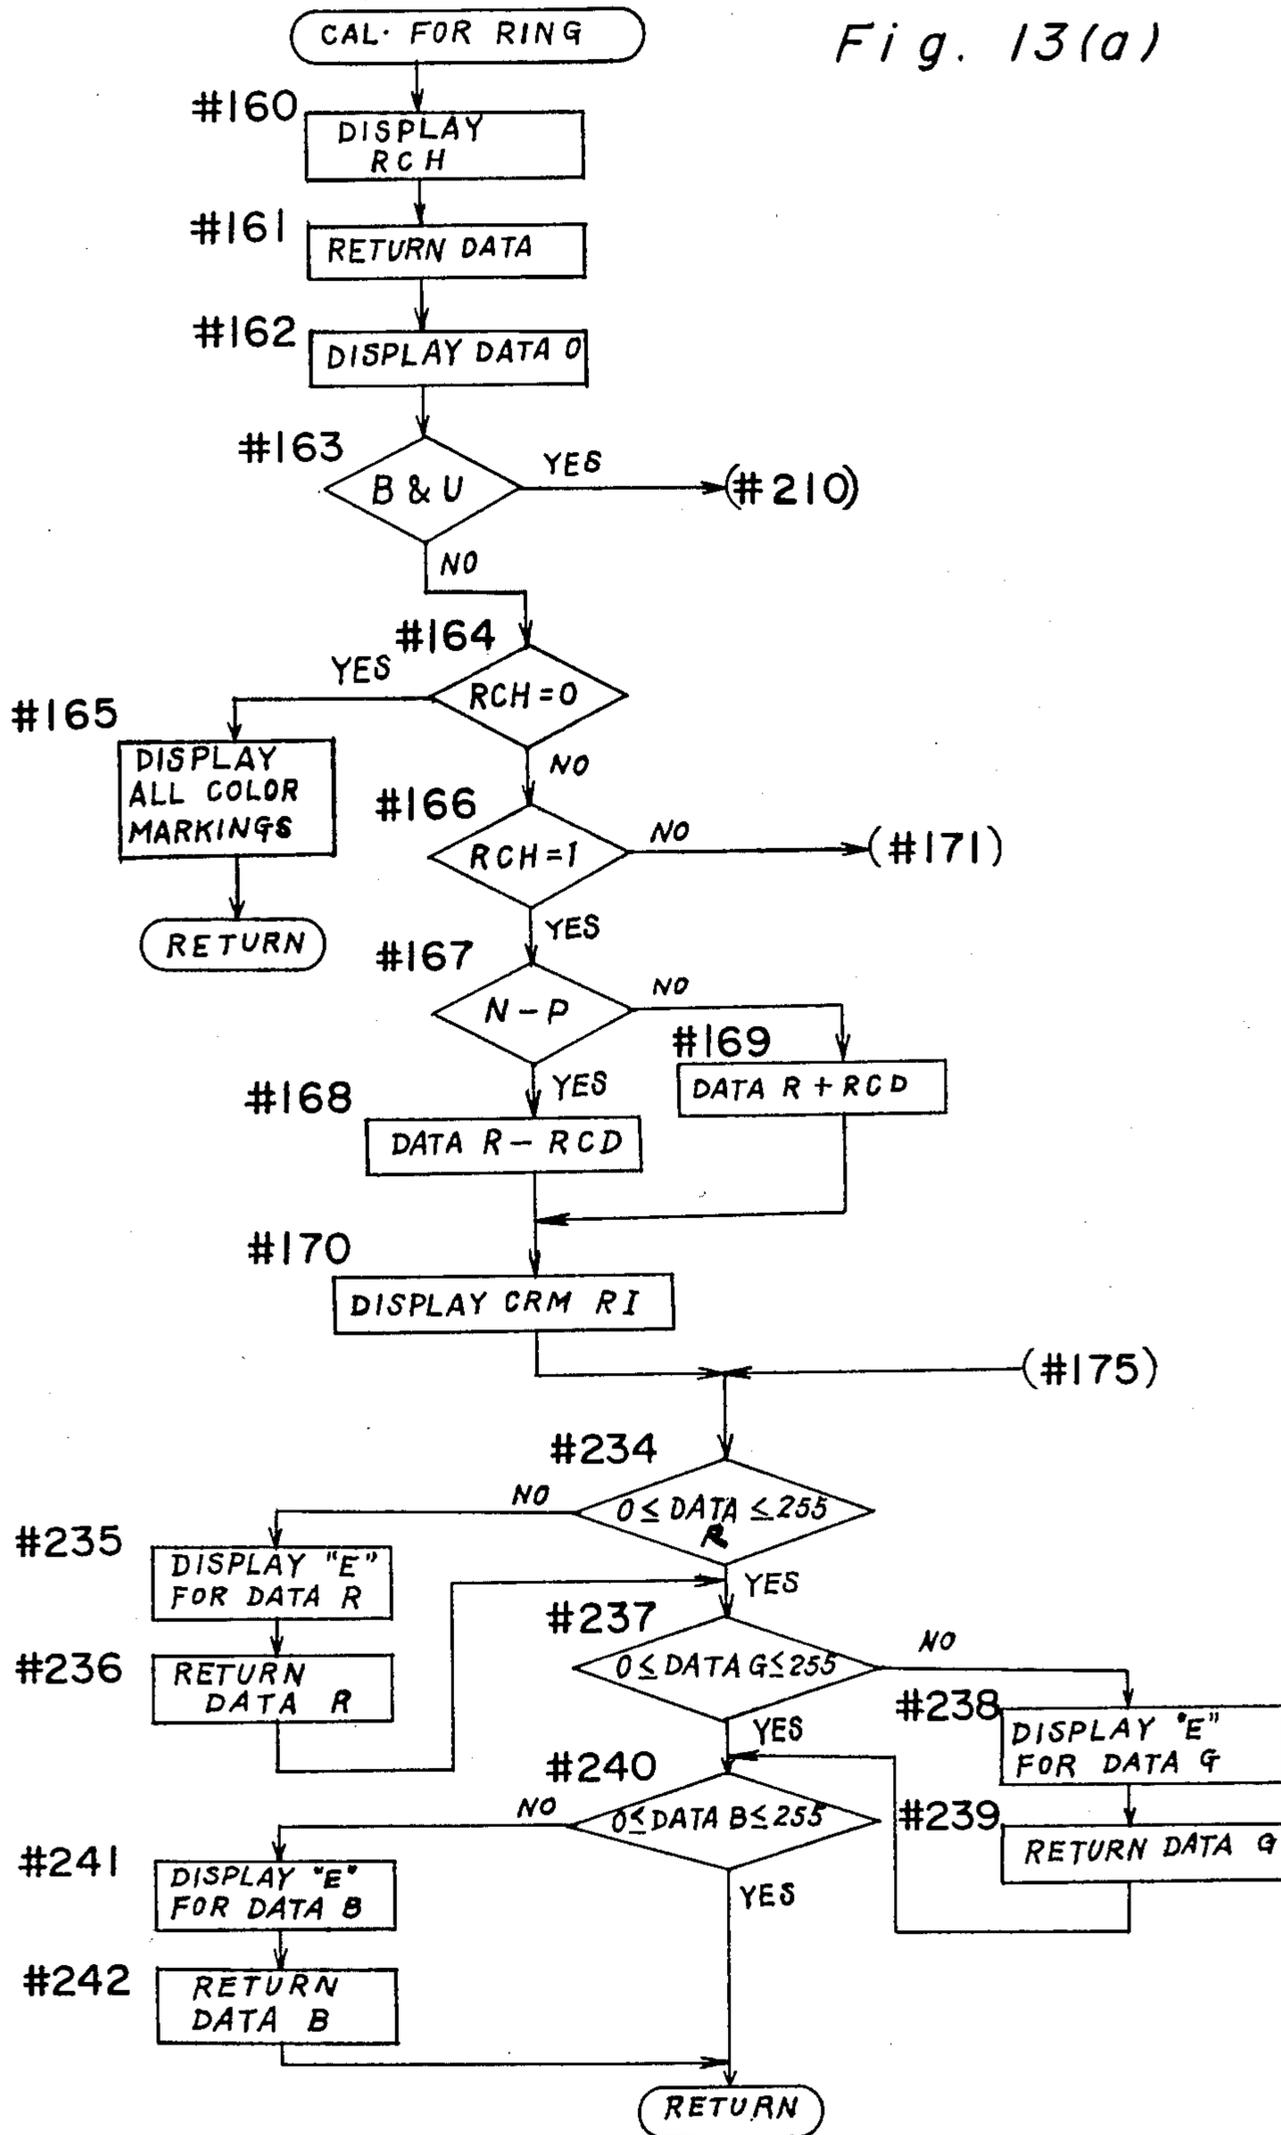 Fig. 13(a)
CAL. FOR RING
#160
DISPLAY
RCH
#161
RETURN DATA
#162
DISPLAY DATA 0
#163
B & U
YES
(#210)
NO
#164
YES
RCH=0
#165
DISPLAY
ALL COLOR
MARKINGS
NO
#166
RCH=1
NO
(#171)
RETURN
YES
#167
N-P
NO
#169
DATA R + RCD
YES
#168
DATA R - RCD
#170
DISPLAY CRM RI
(#175)
#234
NO
0 ≤ DATA ≤ 255
R
#235
DISPLAY "E"
FOR DATA R
YES
#237
0 ≤ DATA G ≤ 255
NO
#236
RETURN
DATA R
#238
DISPLAY "E"
FOR DATA G
YES
#240
NO
0 ≤ DATA B ≤ 255
#239
RETURN DATA G
#241
DISPLAY "E"
FOR DATA B
YES
#242
RETURN
DATA B
RETURN